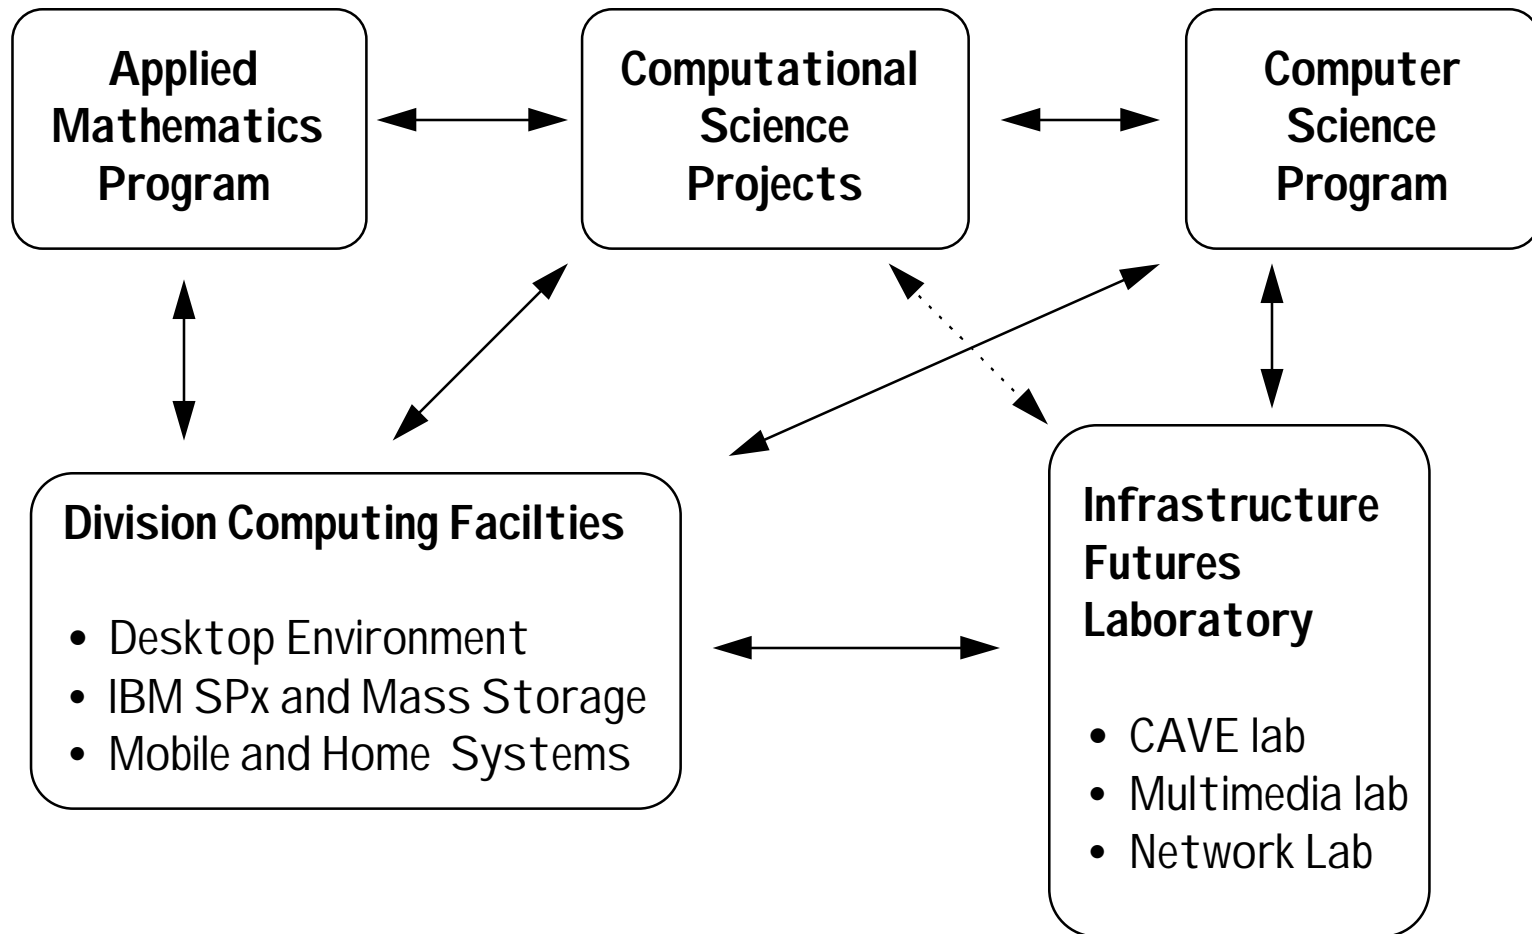 Applied
Mathematics
Program
Computational
Science
Projects
Computer
Science
Program
Division Computing Facilties
• Desktop Environment
• IBM SPx and Mass Storage
• Mobile and Home Systems
Infrastructure
Futures
Laboratory
• CAVE lab
• Multimedia lab
• Network Lab